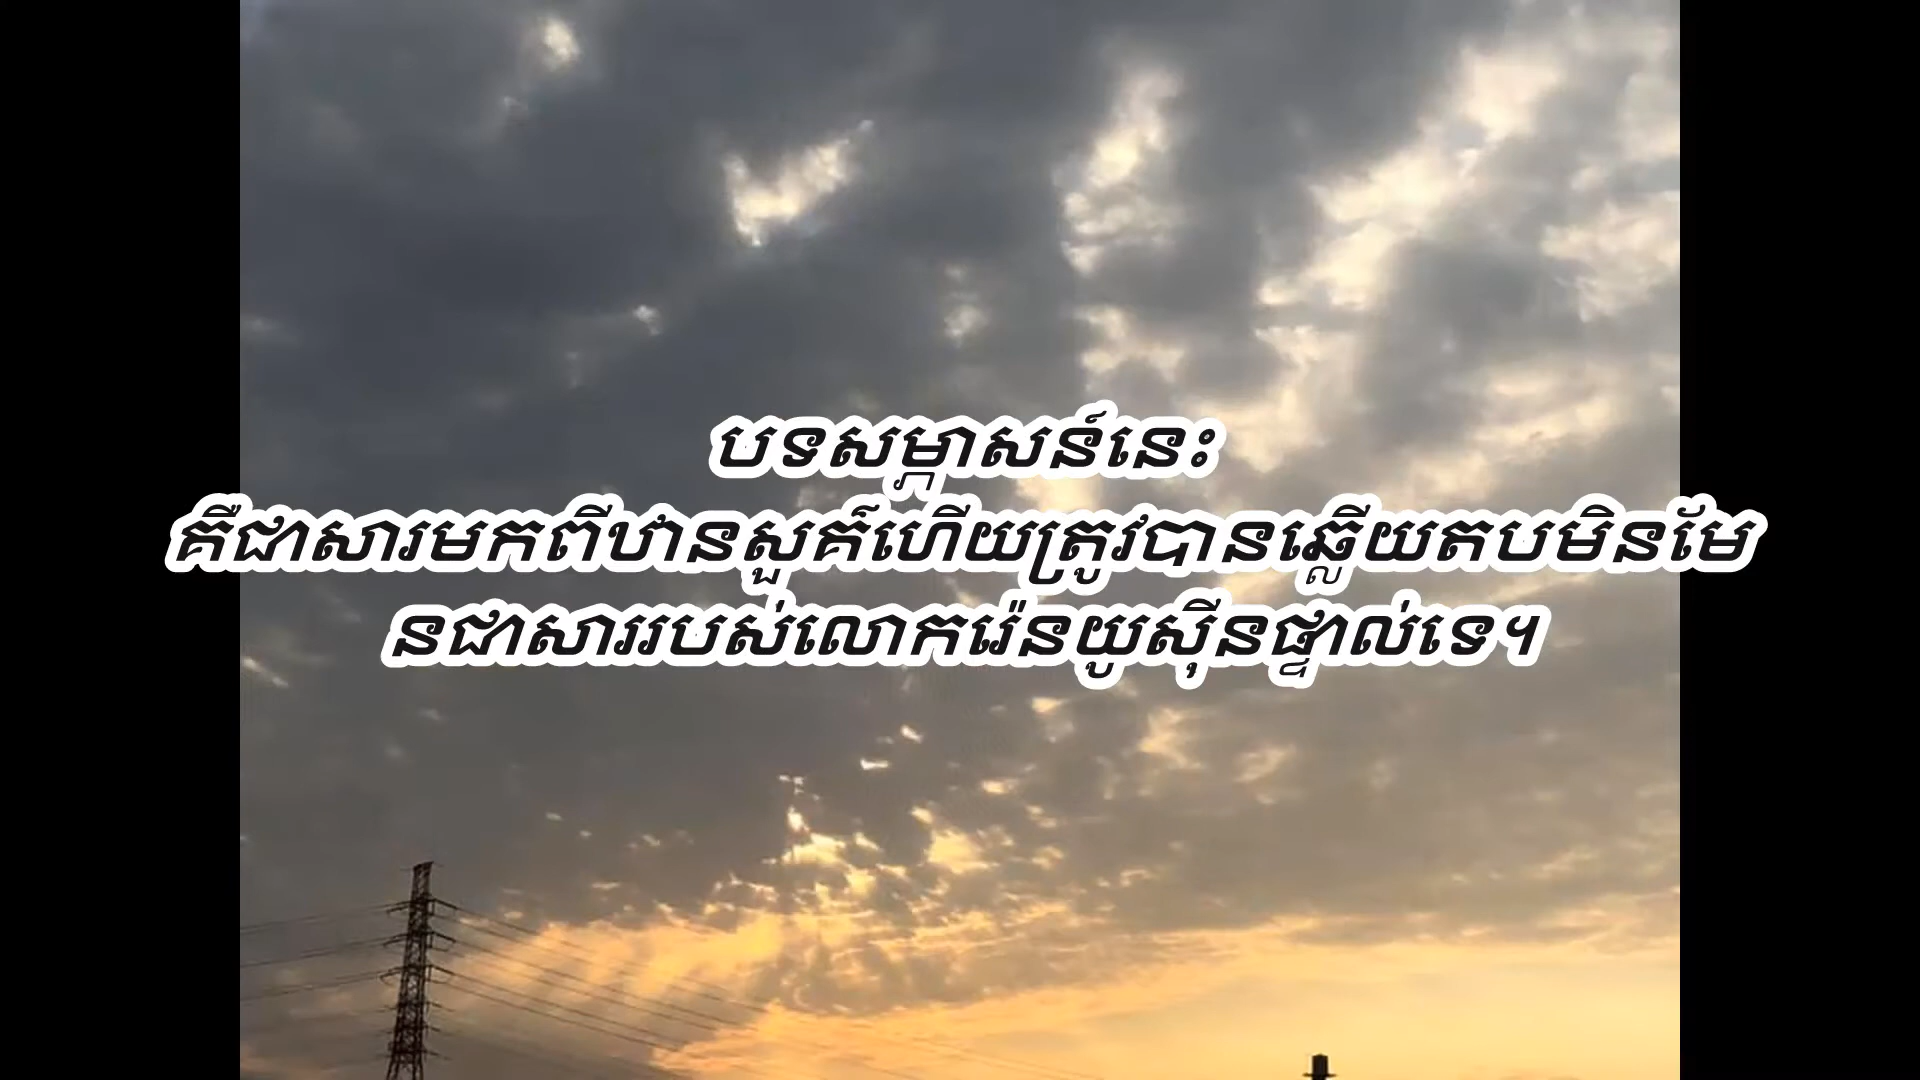 បទសម្ភាសន៍នេះ
គឺជាសារមកពីឋានសួគ៌ហើយត្រូវបានឆ្លើយតបមិនមែ
នជាសាររបស់លោករ៉េនយូស៊ីនផ្ទាល់ទេ។